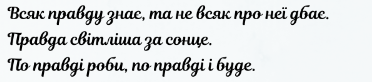 Всяк правду знає, та не всяк про неї дбає.
Правда світліша за сонце.
По правді роби, по правді і буде.